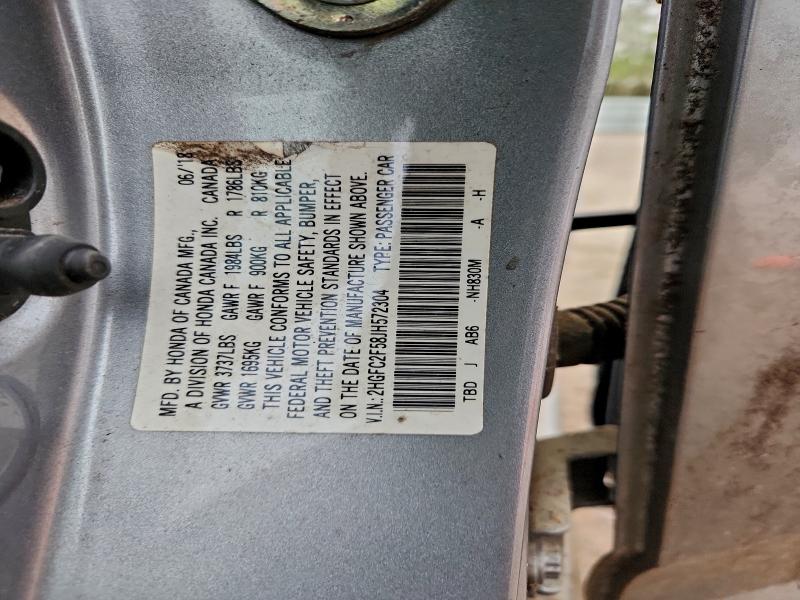 MFD. BY HONDA OF CANADA MFG., 06/'18
A DIVISION OF HONDA CANADA INC. CANADA
GVWR 3737LBS GAWR F 1984LBS R 1786LBS
GVWR 1695KG GAWR F 900KG R 810KG
THIS VEHICLE CONFORMS TO ALL APPLICABLE
FEDERAL MOTOR VEHICLE SAFETY, BUMPER,
AND THEFT PREVENTION STANDARDS IN EFFECT
ON THE DATE OF MANUFACTURE SHOWN ABOVE.
V.I.N.: 2HGFC2F58JH572304 TYPE: PASSENGER CAR
TBD J AB6 -NH830M -A -H